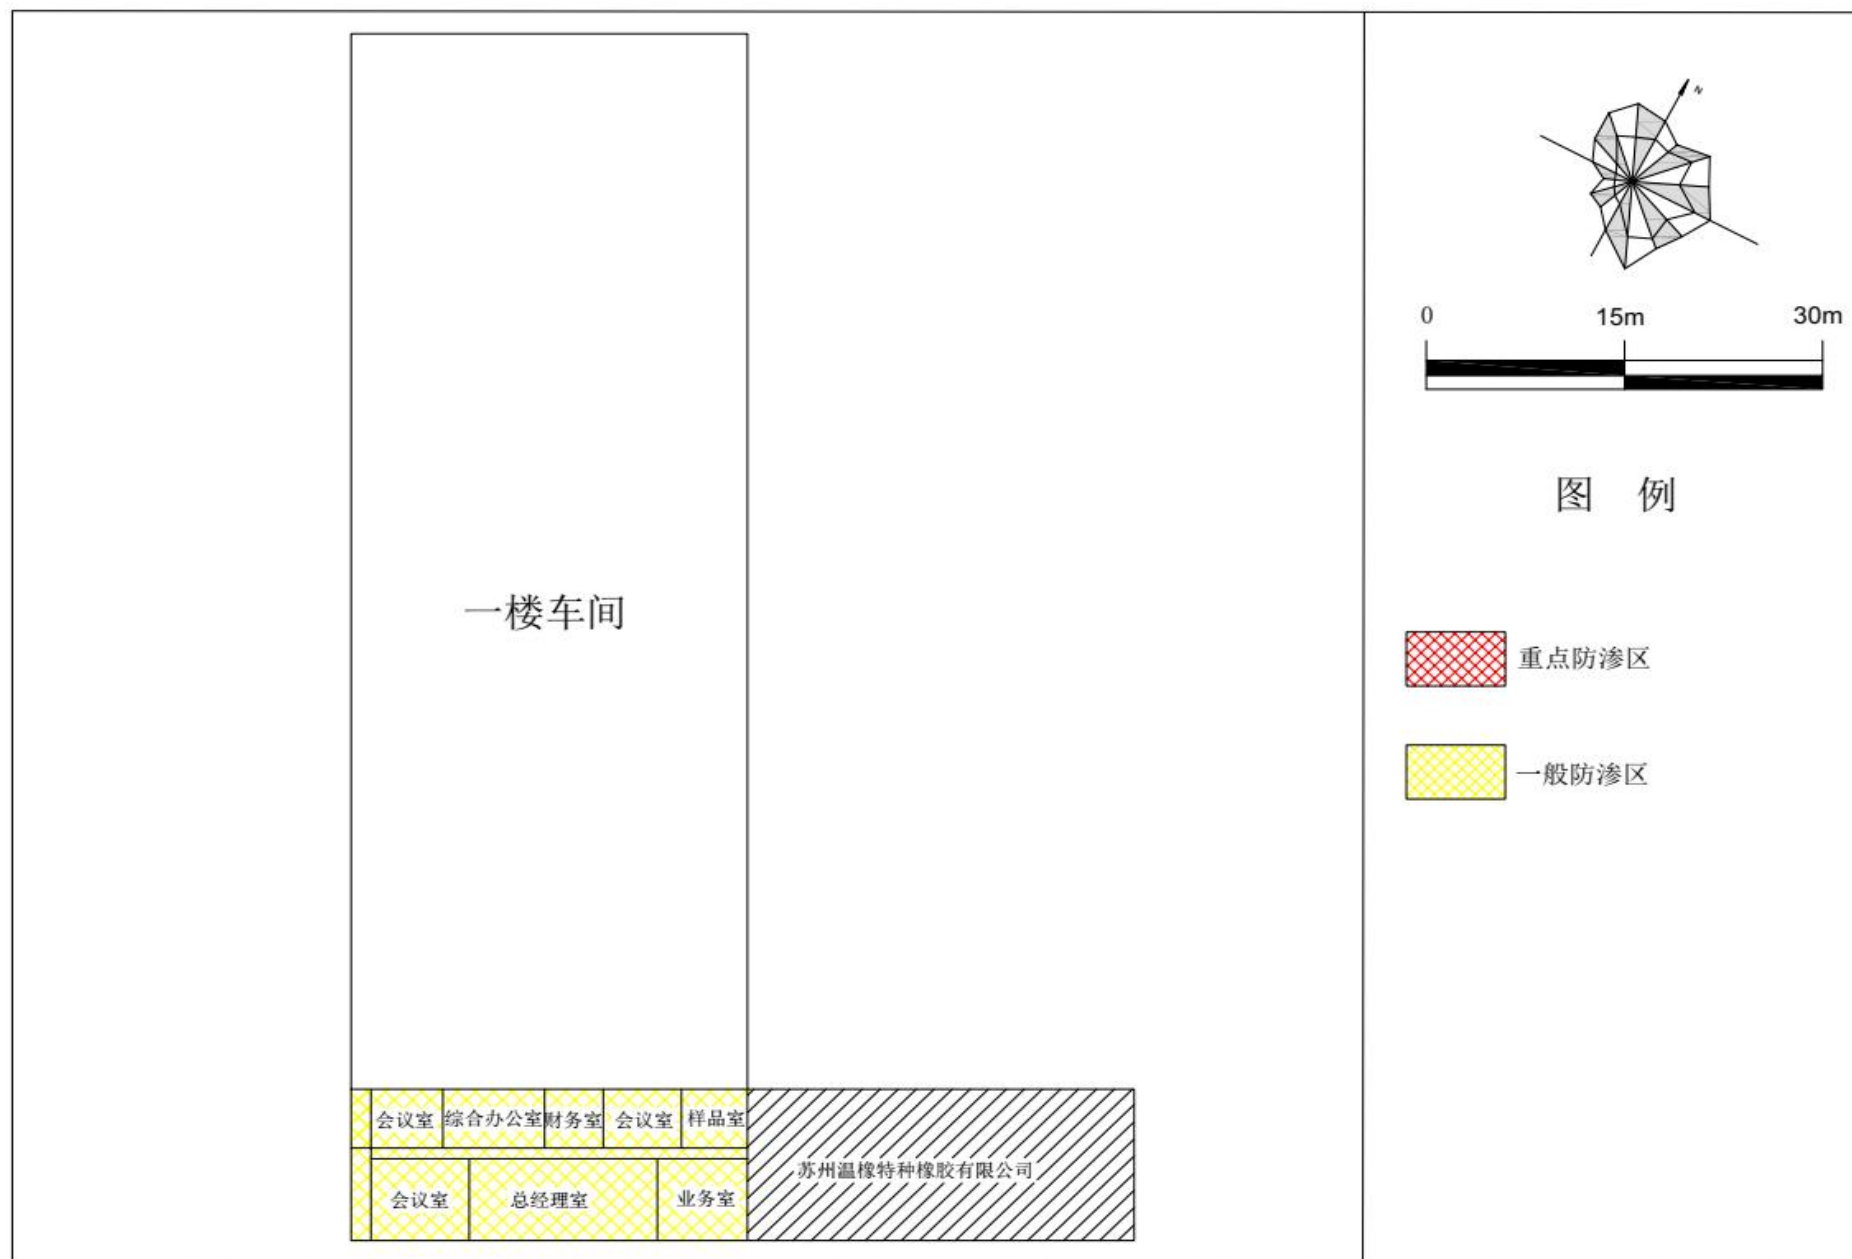 N
0 15m 30m
图 例
一楼车间
重点防渗区
一般防渗区
会议室 综合办公室 财务室 会议室 样品室
苏州温橡特种橡胶有限公司
会议室 总经理室 业务室